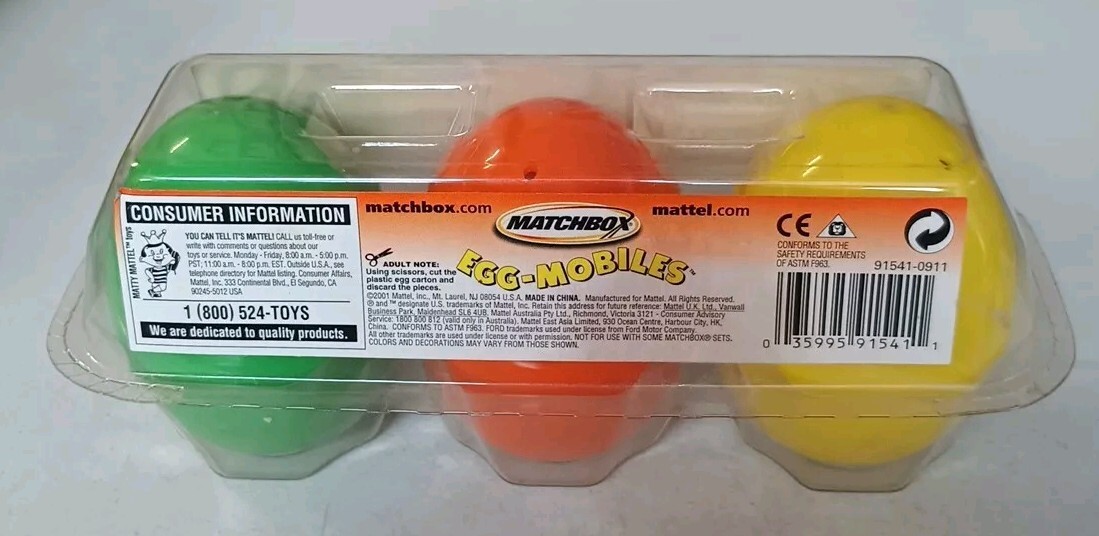 CONSUMER INFORMATION
MATTY MATTEL™ toys
YOU CAN TELL IT'S MATTEL! CALL us toll-free or
write with comments or questions about our
toys or service. Monday - Friday, 8:00 a.m. - 5:00 p.m.
PST; 11:00 a.m. - 8:00 p.m. EST. Outside U.S.A., see
telephone directory for Mattel listing. Consumer Affairs,
Mattel, Inc. 333 Continental Blvd., El Segundo, CA
90245-5012 USA
1 (800) 524-TOYS
We are dedicated to quality products.
matchbox.com
MATCHBOX
mattel.com
EGG-MOBILES™
ADULT NOTE:
Using scissors, cut the
plastic egg carton and
discard the pieces.
©2001 Mattel, Inc., Mt. Laurel, NJ 08054 U.S.A. MADE IN CHINA. Manufactured for Mattel. All Rights Reserved.
® and ™ designate U.S. trademarks of Mattel, Inc. Retain this address for future reference: Mattel U.K. Ltd., Vanwall
Business Park, Maidenhead SL6 4UB. Mattel Australia Pty Ltd., Richmond, Victoria 3121 - Consumer Advisory
Service: 1800 800 812 (valid only in Australia). Mattel East Asia Limited, 930 Ocean Centre, Harbour City, HK,
China. CONFORMS TO ASTM F963. FORD trademarks used under license from Ford Motor Company.
All other trademarks are used under license or with permission. NOT FOR USE WITH SOME MATCHBOX® SETS.
COLORS AND DECORATIONS MAY VARY FROM THOSE SHOWN.
CE
CONFORMS TO THE
SAFETY REQUIREMENTS
OF ASTM F963.
91541-0911
0 35995 91541 1